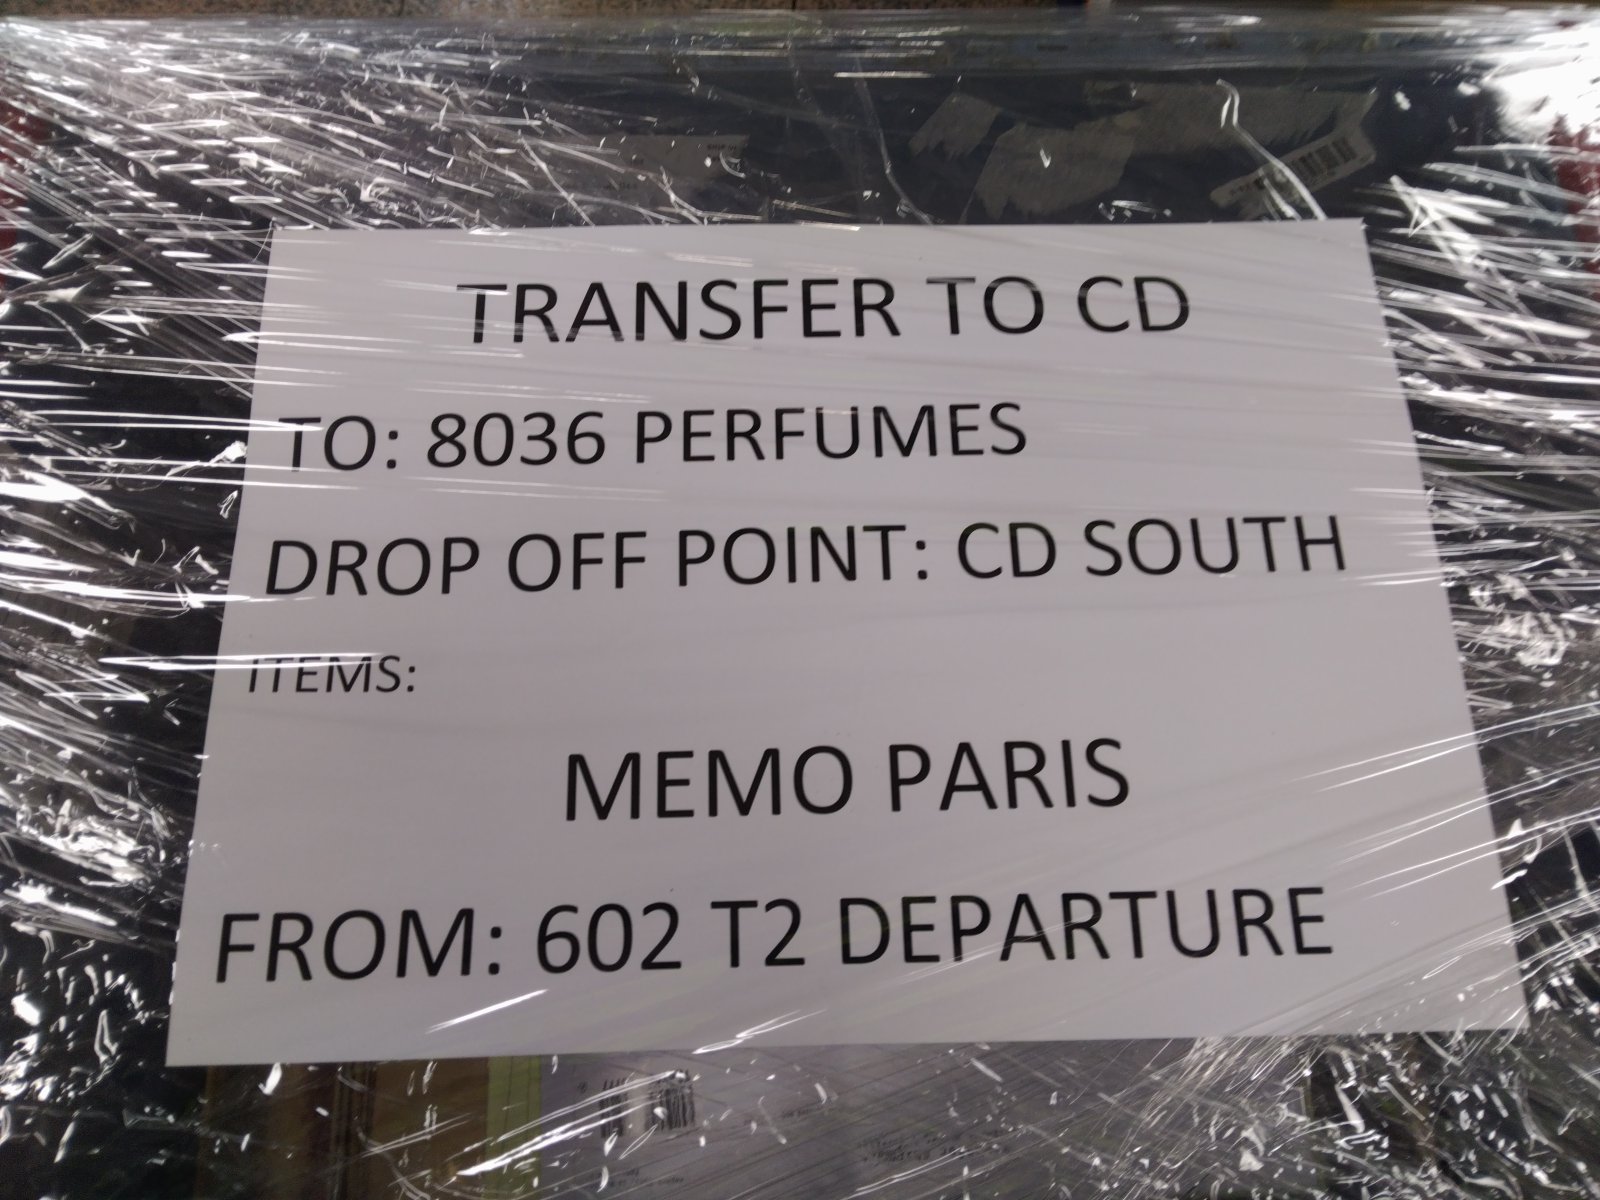 TRANSFER TO CD
TO: 8036 PERFUMES
DROP OFF POINT: CD SOUTH
ITEMS:
MEMO PARIS
FROM: 602 T2 DEPARTURE